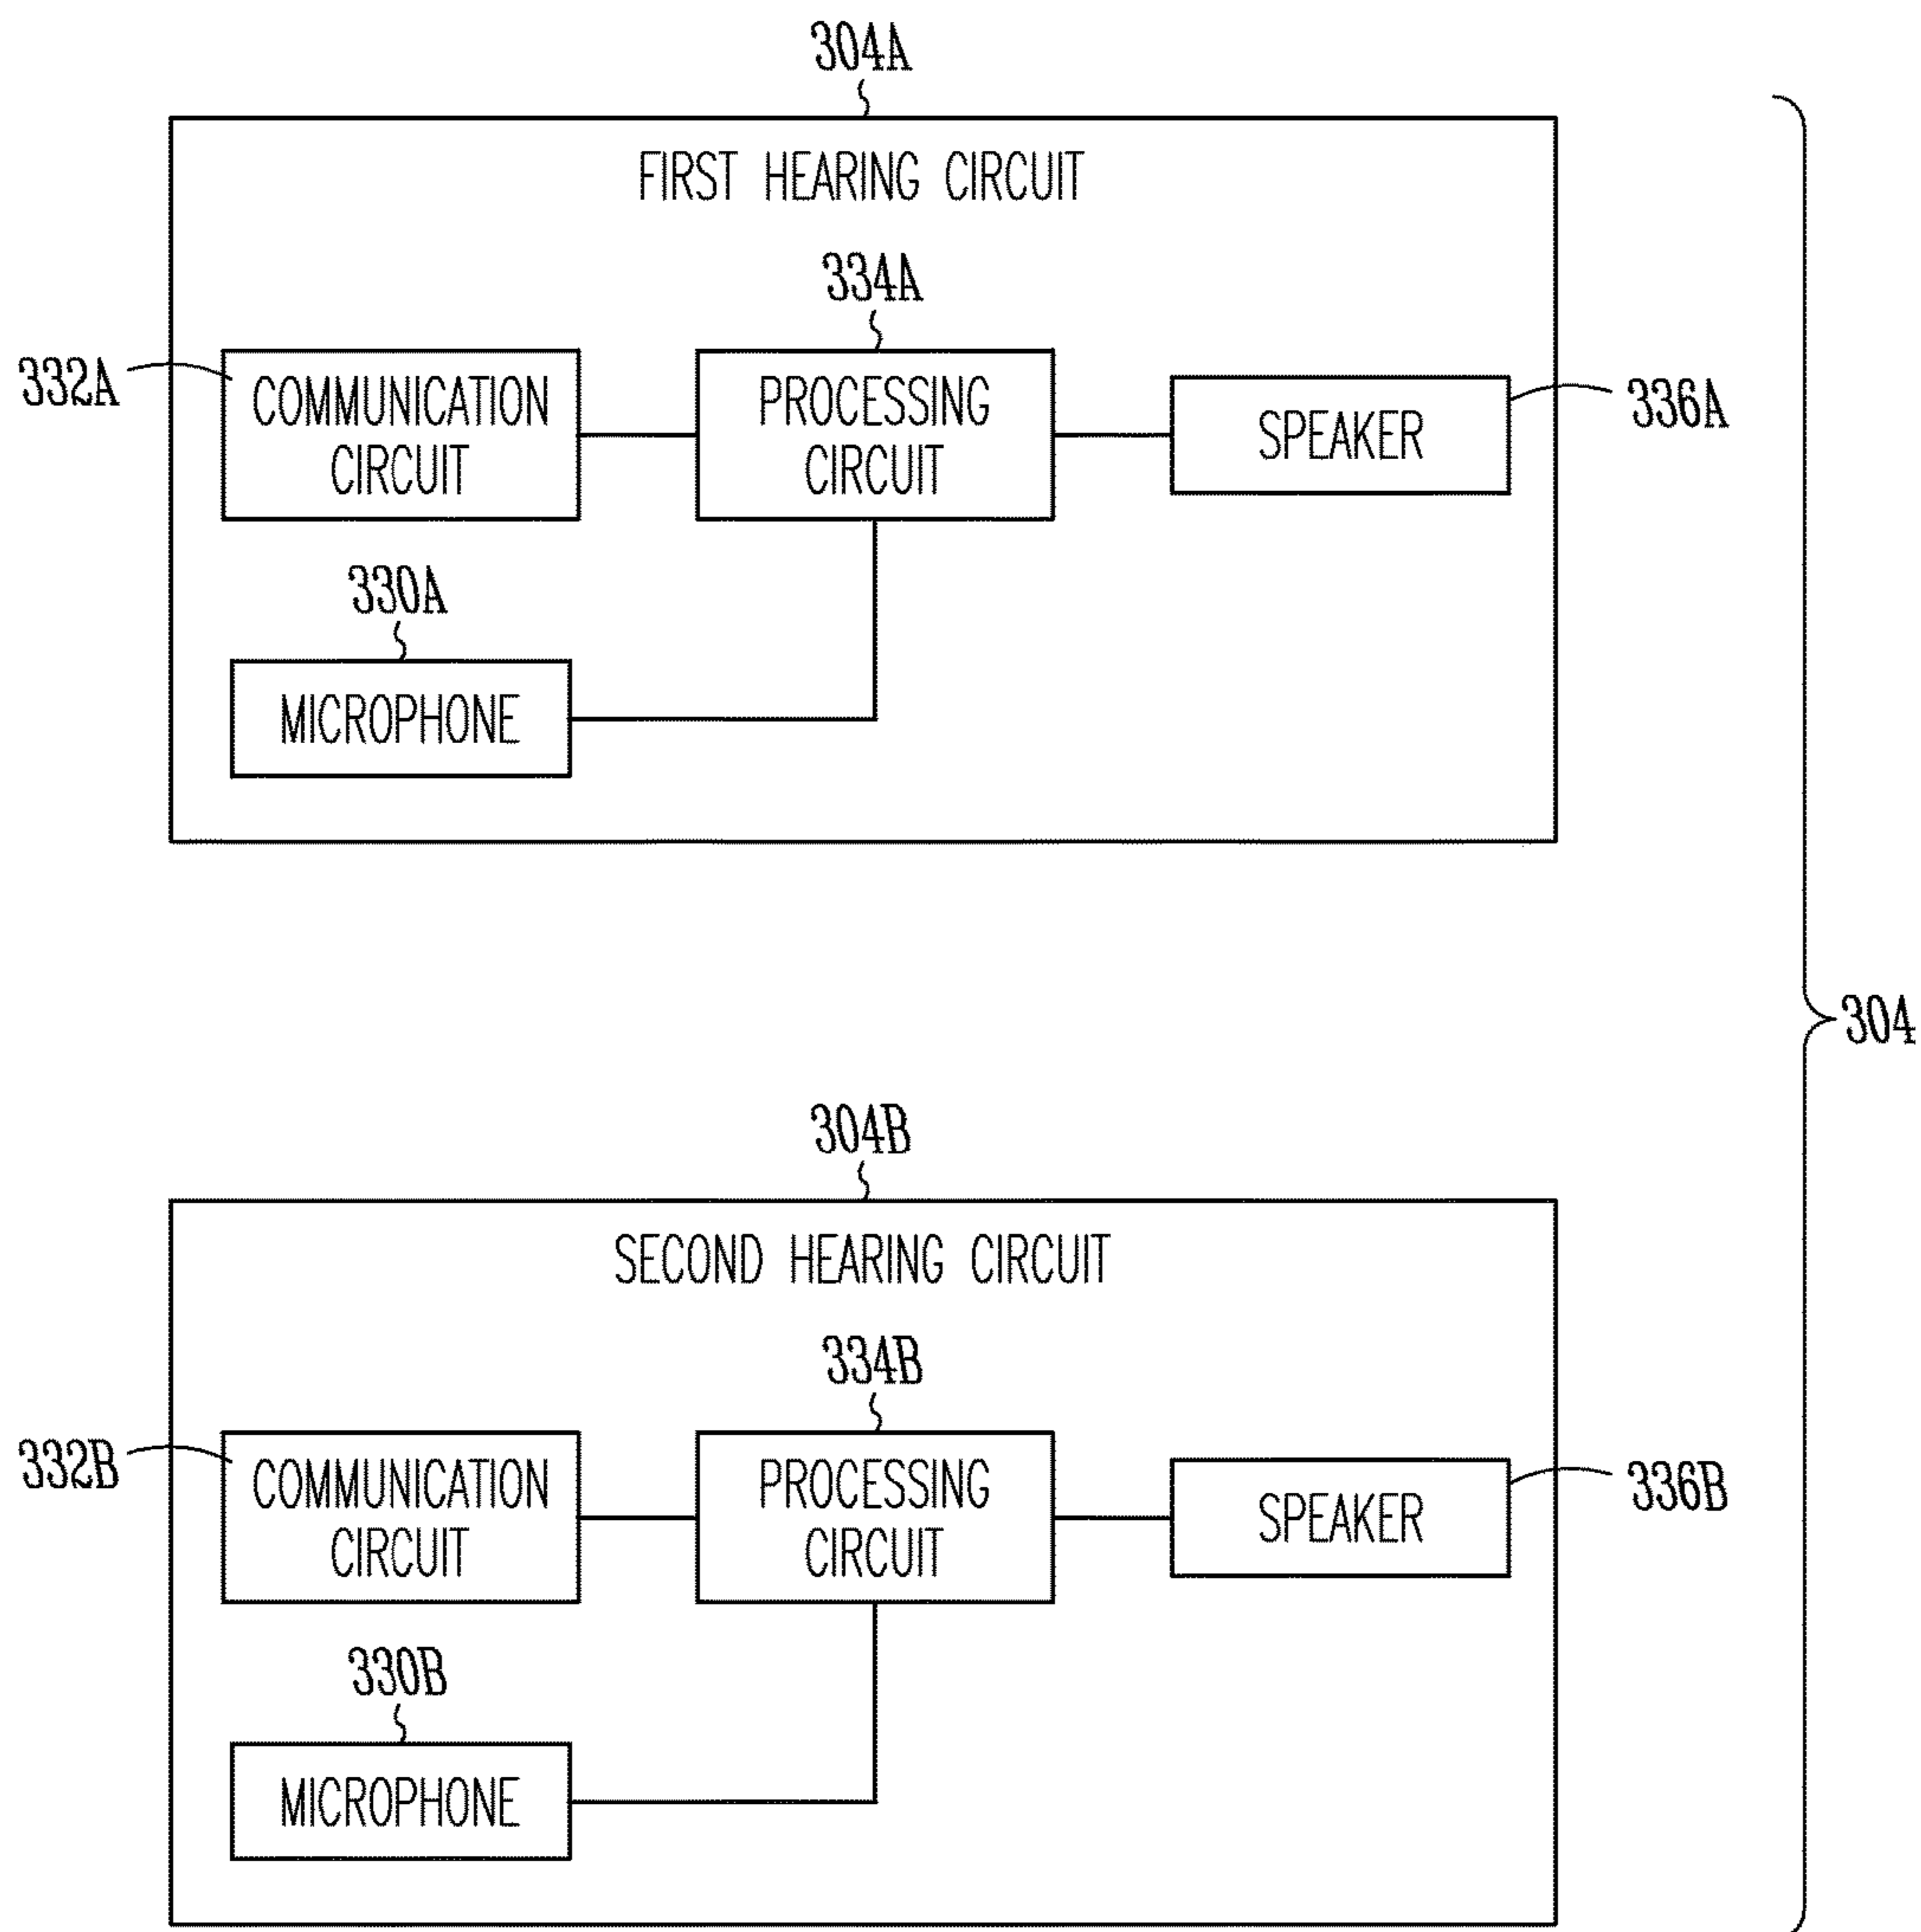 304A
FIRST HEARING CIRCUIT
334A
332A
COMMUNICATION
CIRCUIT
PROCESSING
CIRCUIT
SPEAKER
336A
330A
MICROPHONE
304
304B
SECOND HEARING CIRCUIT
334B
332B
COMMUNICATION
CIRCUIT
PROCESSING
CIRCUIT
SPEAKER
336B
330B
MICROPHONE